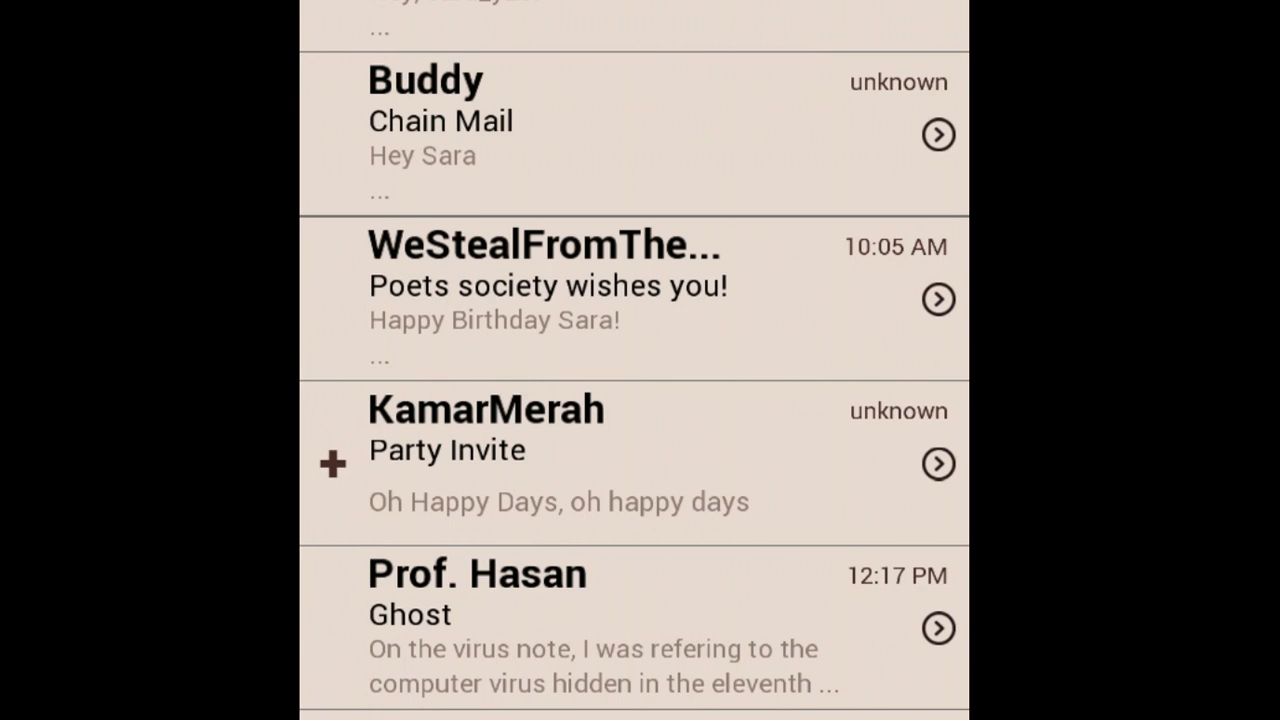 ...
Buddy
unknown
Chain Mail
Hey Sara
...
WeStealFromThe...
10:05 AM
Poets society wishes you!
Happy Birthday Sara!
...
KamarMerah
unknown
Party Invite
Oh Happy Days, oh happy days
Prof. Hasan
12:17 PM
Ghost
On the virus note, I was refering to the
computer virus hidden in the eleventh ...